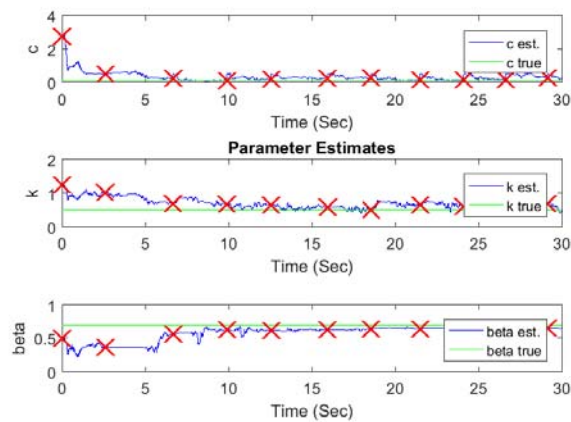 4
2
0
c
c est.
c true
0 5 10 15 20 25 30
Time (Sec)
Parameter Estimates
2
1
0
k
k est.
k true
0 5 10 15 20 25 30
Time (Sec)
1
0.5
0
beta
beta est.
beta true
0 5 10 15 20 25 30
Time (Sec)